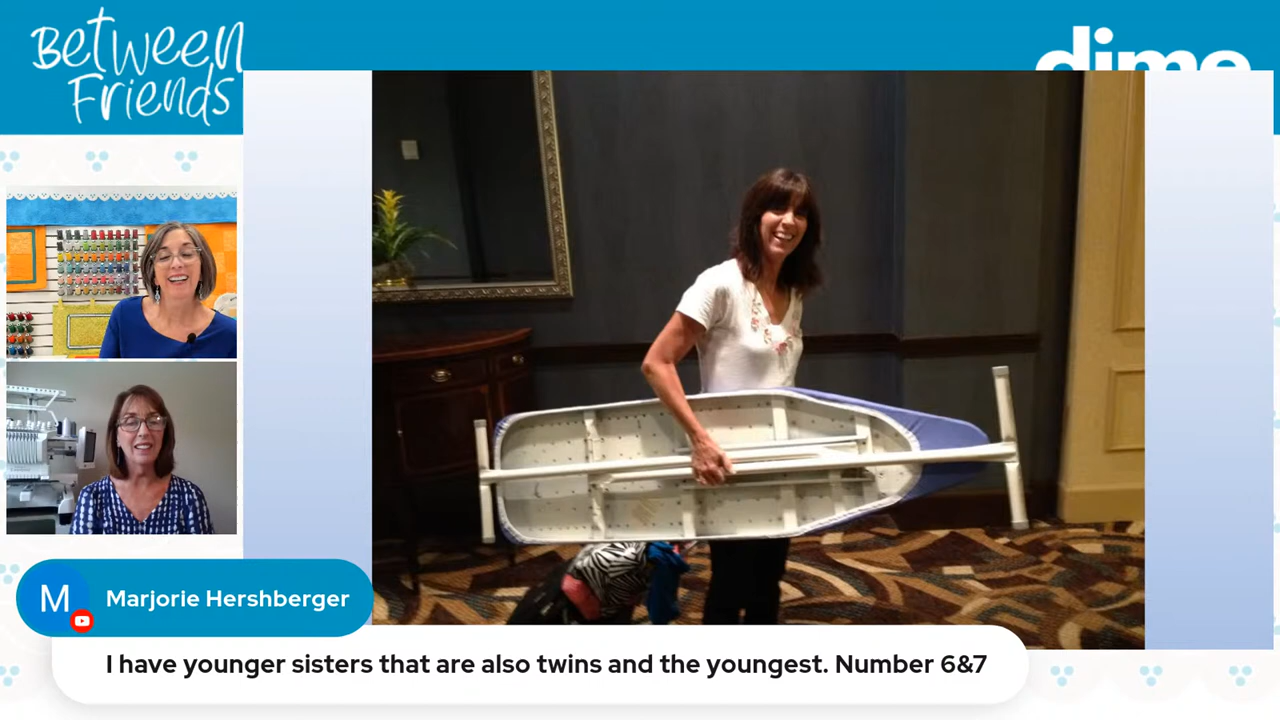 Between
Friends
dime
M
Marjorie Hershberger
I have younger sisters that are also twins and the youngest. Number 6&7